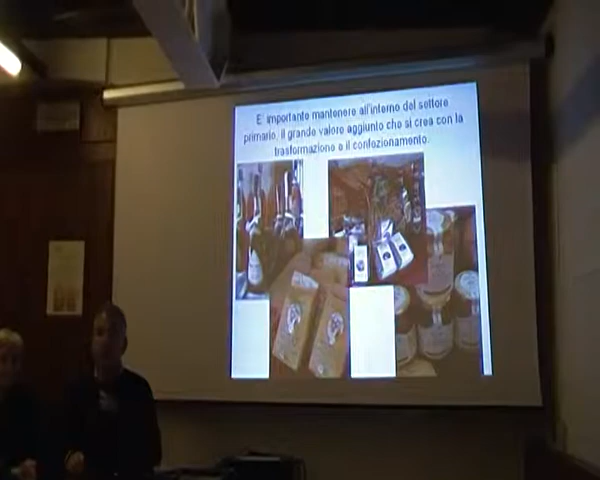 E' importante mantenere all'interno del settore
primario, il grande valore aggiunto che si crea con la
trasformazione e il confezionamento.